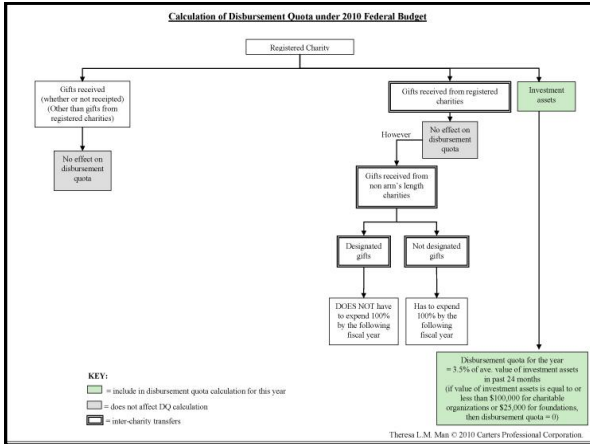 Calculation of Disbursement Quota under 2010 Federal Budget
Registered Charity
Gifts received
(whether or not receipted)
(Other than gifts from
registered charities)
No effect on
disbursement
quota
Gifts received from registered
charities
However
No effect on
disbursement
quota
Gifts received from
non arm's length
charities
Designated
gifts
Not designated
gifts
DOES NOT have
to expend 100%
by the following
fiscal year
Has to expend
100% by the
following
fiscal year
Investment
assets
Disbursement quota for the year
= 3.5% of ave. value of investment assets
in past 24 months
(if value of investment assets is equal to or
less than $100,000 for charitable
organizations or $25,000 for foundations,
then disbursement quota = 0)
KEY:
= include in disbursement quota calculation for this year
= does not affect DQ calculation
= inter-charity transfers
Theresa L.M. Man © 2010 Carters Professional Corporation.